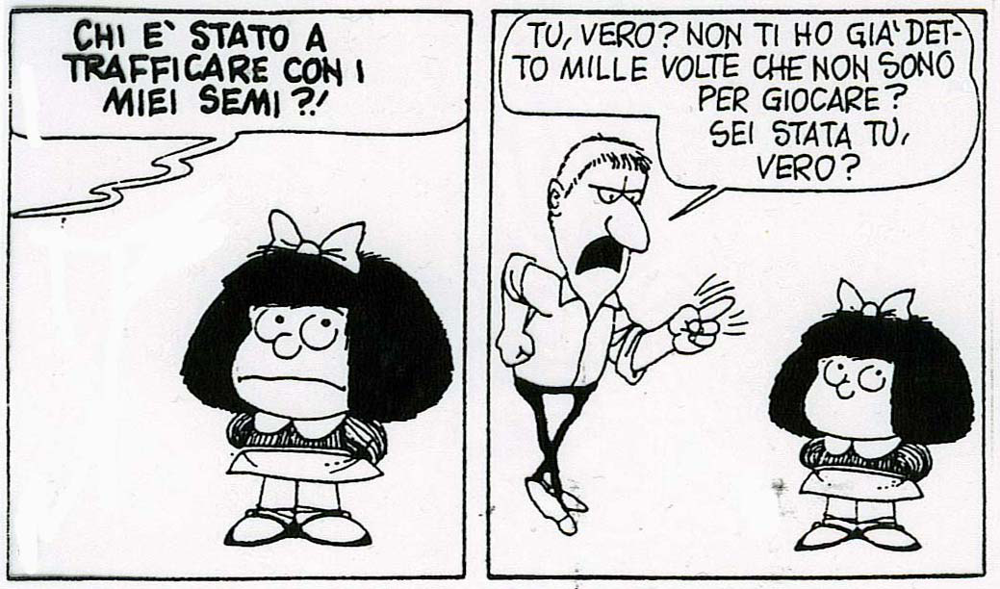 CHI E' STATO A
TRAFFICARE CON I
MIEI SEMI?!
TU, VERO? NON TI HO GIA' DET-
TO MILLE VOLTE CHE NON SONO
PER GIOCARE?
SEI STATA TU,
VERO?